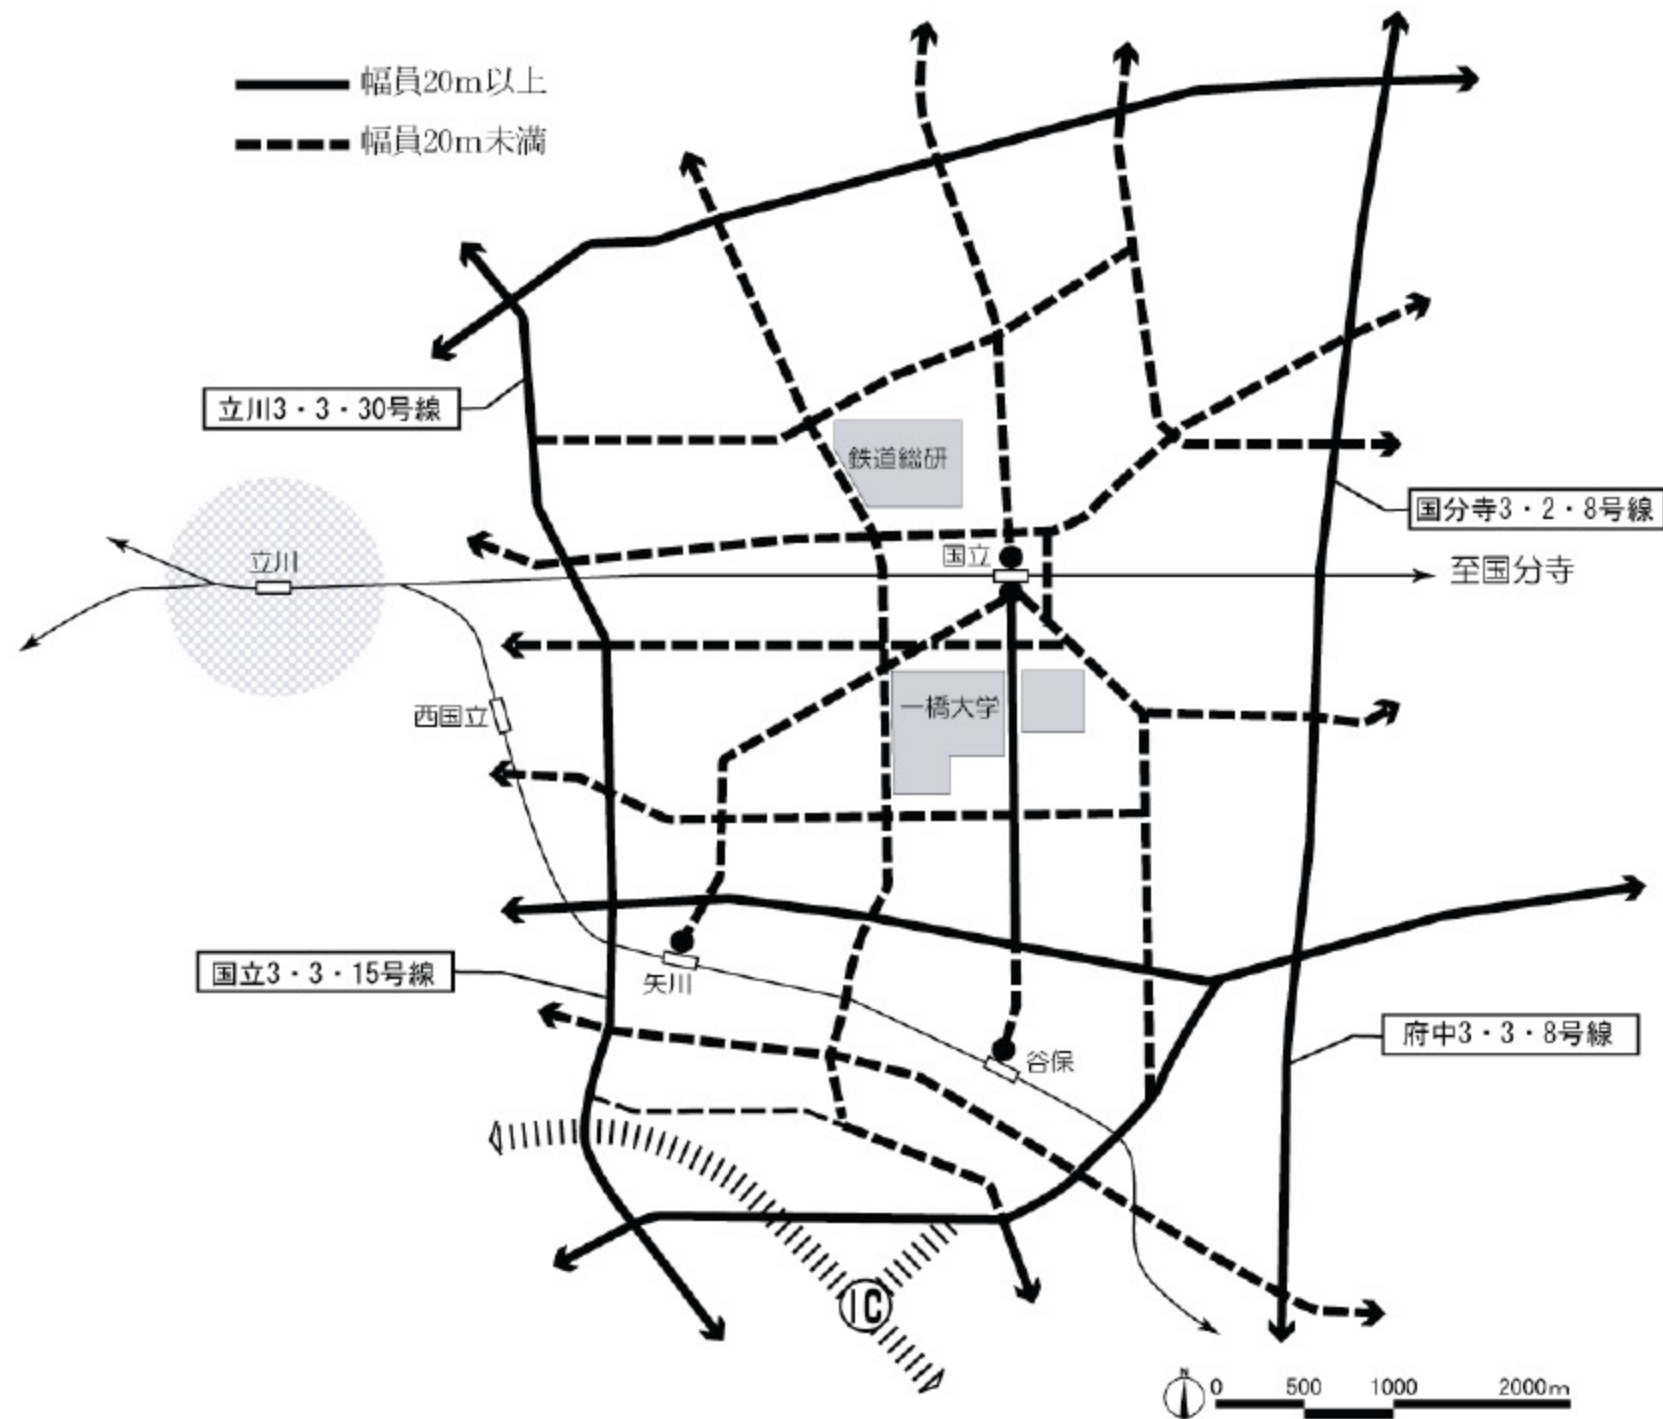 幅員20m以上
幅員20m未満
立川3・3・30号線
鉄道総研
国分寺3・2・8号線
立川
国立
至国分寺
西国立
一橋大学
国立3・3・15号線
矢川
府中3・3・8号線
谷保
IC
N
0 500 1000 2000m